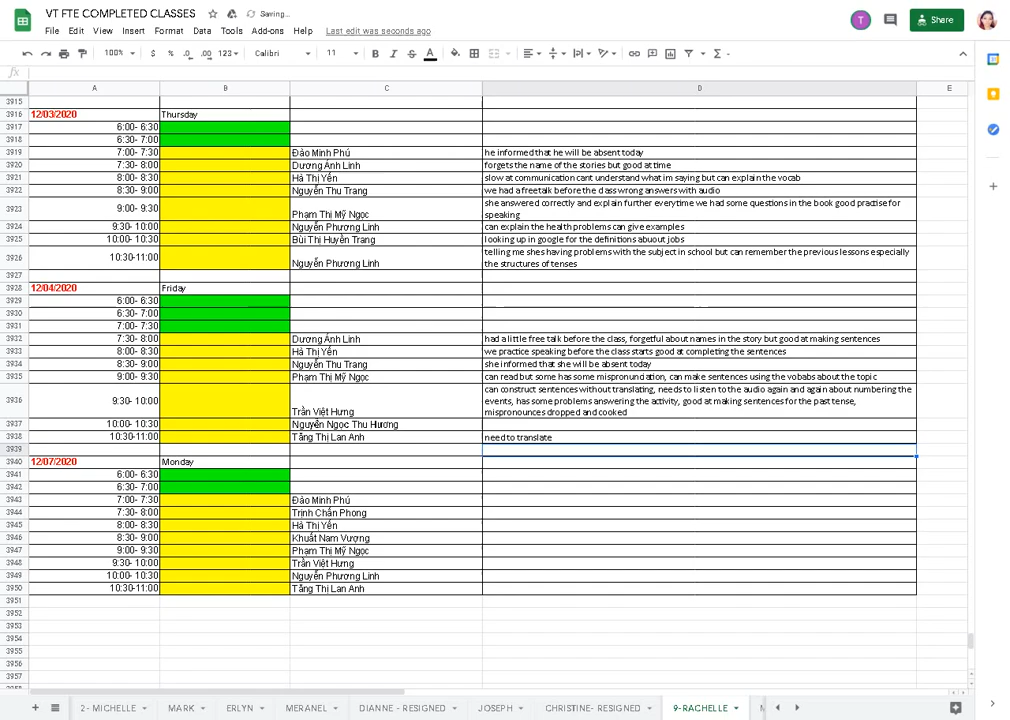 VT FTE COMPLETED CLASSES Saving...
File Edit View Insert Format Data Tools Add-ons Help Last edit was seconds ago
T Share
100% $ % .0 .00 123 Calibri 11 B I S A
fx
A B C D E
3915
3916 12/03/2020 Thursday
3917 6:00- 6:30
3918 6:30- 7:00
3919 7:00- 7:30 Đào Minh Phú he informed that he will be absent today
3920 7:30- 8:00 Dương Ánh Linh forgets the name of the stories but good at time
3921 8:00- 8:30 Hà Thị Yến slow at communication cant understand what im saying but can explain the vocab
3922 8:30- 9:00 Nguyễn Thu Trang we had a freetalk before the class wrong answers with audio
3923 9:00- 9:30 Phạm Thị Mỹ Ngọc she answered correctly and explain further everytime we had some questions in the book good practise for
speaking
3924 9:30- 10:00 Nguyễn Phương Linh can explain the health problems can give examples
3925 10:00- 10:30 Bùi Thị Huyền Trang looking up in google for the definitions abuout jobs
3926 10:30-11:00 Nguyễn Phương Linh telling me shes having problems with the subject in school but can remember the previous lessons especially
the structures of tenses
3927
3928 12/04/2020 Friday
3929 6:00- 6:30
3930 6:30- 7:00
3931 7:00- 7:30
3932 7:30- 8:00 Dương Ánh Linh had a little free talk before the class, forgetful about names in the story but good at making sentences
3933 8:00- 8:30 Hà Thị Yến we practice speaking before the class starts good at completing the sentences
3934 8:30- 9:00 Nguyễn Thu Trang she informed that she will be absent today
3935 9:00- 9:30 Phạm Thị Mỹ Ngọc can read but some has some mispronundation, can make sentences using the vobabs about the topic
3936 9:30- 10:00 Trần Việt Hưng can construct sentences without translating, needs to listen to the audio again and again about numbering the
events, has some problems answering the activity, good at making sentences for the past tense,
mispronounces dropped and cooked
3937 10:00- 10:30 Nguyễn Ngọc Thu Hương
3938 10:30-11:00 Tăng Thị Lan Anh need to translate
3939
3940 12/07/2020 Monday
3941 6:00- 6:30
3942 6:30- 7:00
3943 7:00- 7:30 Đào Minh Phú
3944 7:30- 8:00 Trịnh Chấn Phong
3945 8:00- 8:30 Hà Thị Yến
3946 8:30- 9:00 Khuất Nam Vượng
3947 9:00- 9:30 Phạm Thị Mỹ Ngọc
3948 9:30- 10:00 Trần Việt Hưng
3949 10:00- 10:30 Nguyễn Phương Linh
3950 10:30-11:00 Tăng Thị Lan Anh
3951
3952
3953
3954
3955
3956
3957
2- MICHELLE MARK ERLYN MERANEL DIANNE - RESIGNED JOSEPH CHRISTINE- RESIGNED 9-RACHELLE